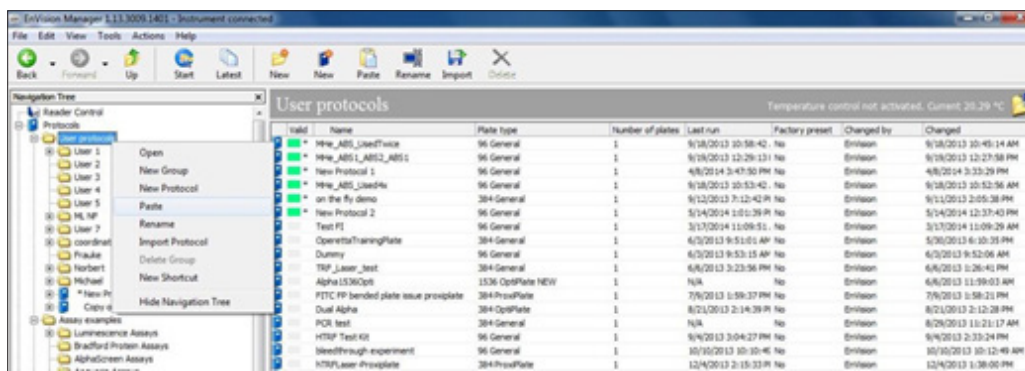 EnVision Manager 1.13.3009.1401 - Instrument connected
File Edit View Tools Actions Help
Back Forward Up Start Latest New New Paste Rename Import Delete
Navigation Tree
User protocols
Temperature control not activated. Current 20.29 °C
Reader Control
Protocols
User protocols
User 1
User 2
User 3
User 4
User 5
ML NF
User 7
coordinat
Frauke
Norbert
Michael
* New Pr
Copy o
Assay examples
Luminescence Assays
Bradford Protein Assays
AlphaScreen Assays
Open
New Group
New Protocol
Paste
Rename
Import Protocol
Delete Group
New Shortcut
Hide Navigation Tree
Valid Name Plate type Number of plates Last run Factory preset Changed by Changed
* MHe_ABS_UsedTwice 96 General 1 9/18/2013 10:58:42 . No EnVision 9/18/2013 10:45:14 AM
* MHe_ABS1_ABS2_ABS1 96 General 1 9/19/2013 12:29:13 No EnVision 9/19/2013 12:27:58 PM
* New Protocol 1 96 General 1 4/8/2014 3:47:50 PM No EnVision 4/8/2014 3:33:29 PM
* MHe_ABS_Used4x 96 General 1 9/18/2013 10:53:42 . No EnVision 9/18/2013 10:52:56 AM
* on the fly demo 384 General 1 9/12/2013 7:12:42 No EnVision 9/11/2013 2:05:38 PM
* New Protocol 2 96 General 1 5/14/2014 1:01:39 No EnVision 5/14/2014 12:37:43 PM
Test FI 96 General 1 3/17/2014 11:09:51 . No EnVision 3/17/2014 11:09:29 AM
OperettaTrainingPlate 384 General 1 6/3/2013 9:51:01 No EnVision 5/30/2013 6:10:35 PM
Dummy 96 General 1 6/3/2013 9:53:15 No EnVision 6/3/2013 9:52:06 AM
TRF_Laser_test 384 General 1 6/6/2013 3:23:56 PM No EnVision 6/6/2013 1:26:41 PM
Alpha1536Opti 1536 OptiPlate NEW 1 N/A No EnVision 6/6/2013 11:59:03 AM
FITC FP bended plate issue proxiplate 384 ProxiPlate 1 7/9/2013 1:59:37 PM No EnVision 7/9/2013 1:58:21 PM
Dual Alpha 384 OptiPlate 1 8/21/2013 2:14:39 No EnVision 8/21/2013 2:12:28 PM
PCR test 384 General 1 N/A No EnVision 8/29/2013 11:21:17 AM
HTRF Test Kit 96 General 1 9/4/2013 3:04:27 PM No EnVision 9/4/2013 2:33:24 PM
bleedthrough experiment 96 General 1 10/10/2013 10:10: No EnVision 10/10/2013 10:12:49 AM
hTRFLaser-Proxiplate 384 ProxiPlate 1 12/4/2013 2:15:33 No EnVision 12/4/2013 1:38:00 PM